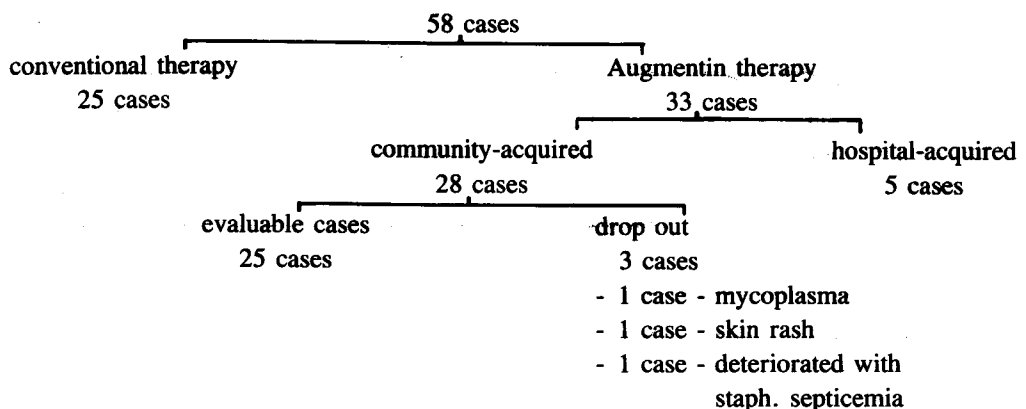 58 cases
conventional therapy Augmentin therapy
25 cases 33 cases
community-acquired hospital-acquired
28 cases 5 cases
evaluable cases drop out
25 cases 3 cases
- 1 case - mycoplasma
- 1 case - skin rash
- 1 case - deteriorated with
staph. septicemia